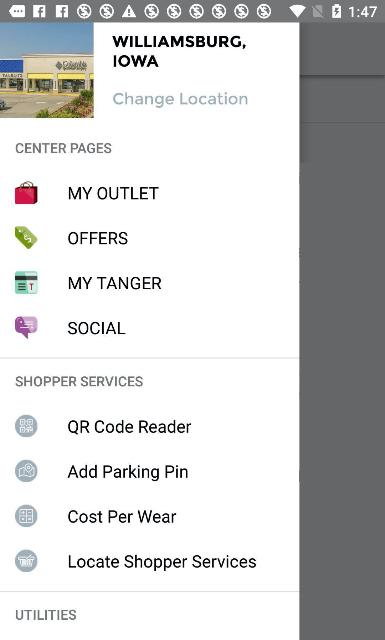 1:47
WILLIAMSBURG,
IOWA
Change Location
CENTER PAGES
MY OUTLET
OFFERS
MY TANGER
SOCIAL
SHOPPER SERVICES
QR Code Reader
Add Parking Pin
Cost Per Wear
Locate Shopper Services
UTILITIES